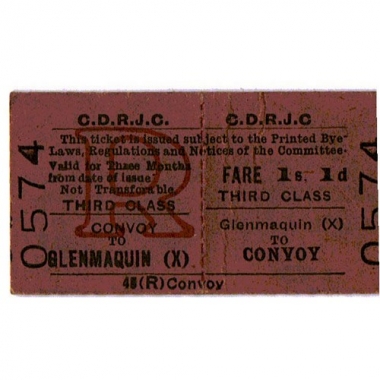 C.D.R.J.C. C.D.R.J.C
This ticket is issued subject to the Printed Bye-
Laws, Regulations and Notices of the Committee
Valid for Three Months
from date of issue
Not Transferable.
THIRD CLASS
CONVOY
TO
GLENMAQUIN (X)
FARE 1s. 1d
THIRD CLASS
Glenmaquin (X)
TO
CONVOY
46(R) Convoy
R
0574
0574